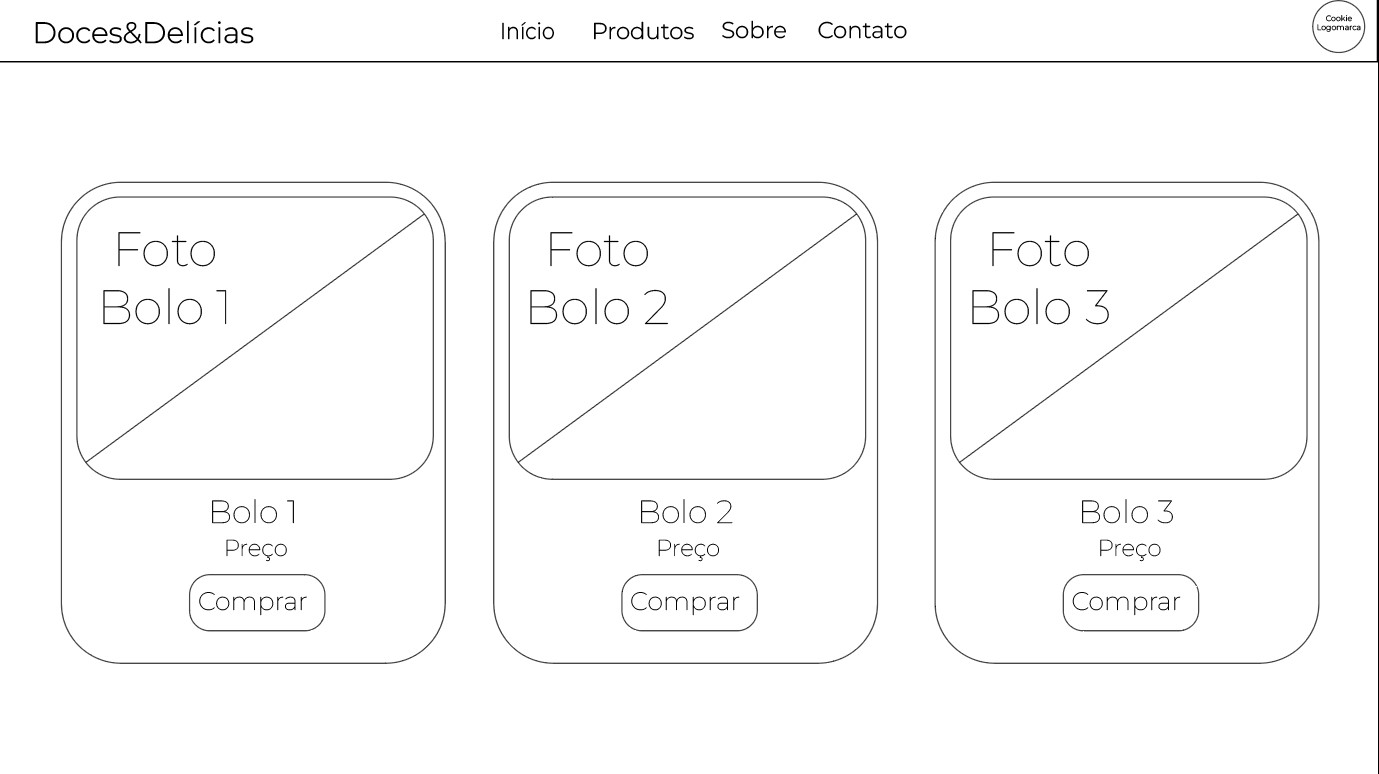 Doces&Delícias
Início Produtos Sobre Contato
Cookie
Logomarca
Foto
Bolo 1
Bolo 1
Preço
Comprar
Foto
Bolo 2
Bolo 2
Preço
Comprar
Foto
Bolo 3
Bolo 3
Preço
Comprar